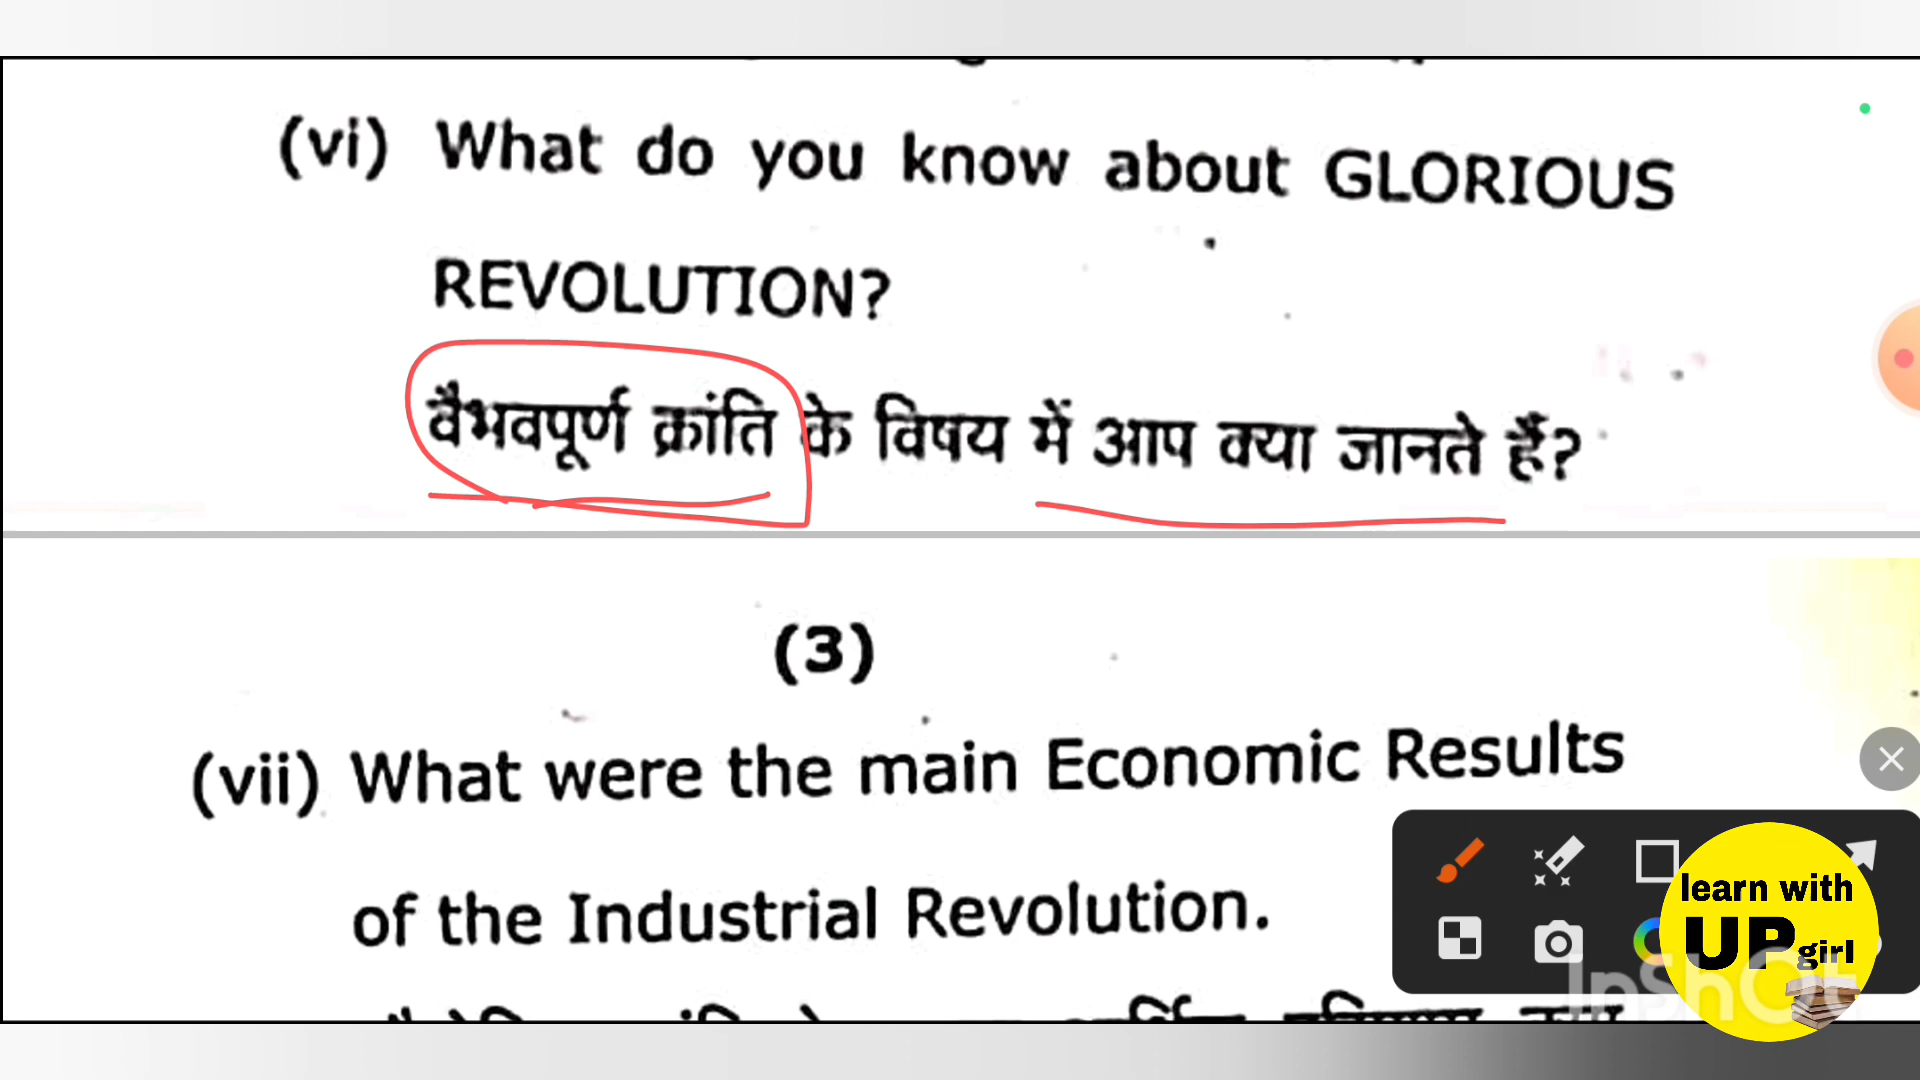 (vi) What do you know about GLORIOUS
REVOLUTION?
वैभवपूर्ण क्रांति के विषय में आप क्या जानते हैं?
(3)
(vii) What were the main Economic Results
of the Industrial Revolution.
learn with
UP girl
InShOt